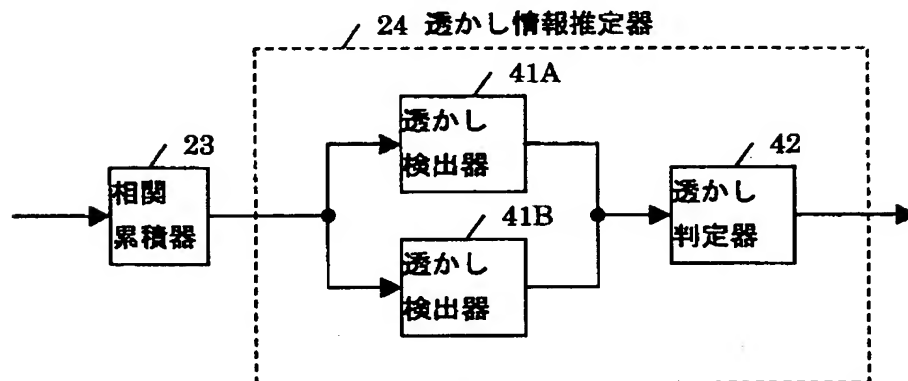 24 透かし情報推定器
41A
透かし
検出器
23
相関
累積器
42
透かし
判定器
41B
透かし
検出器